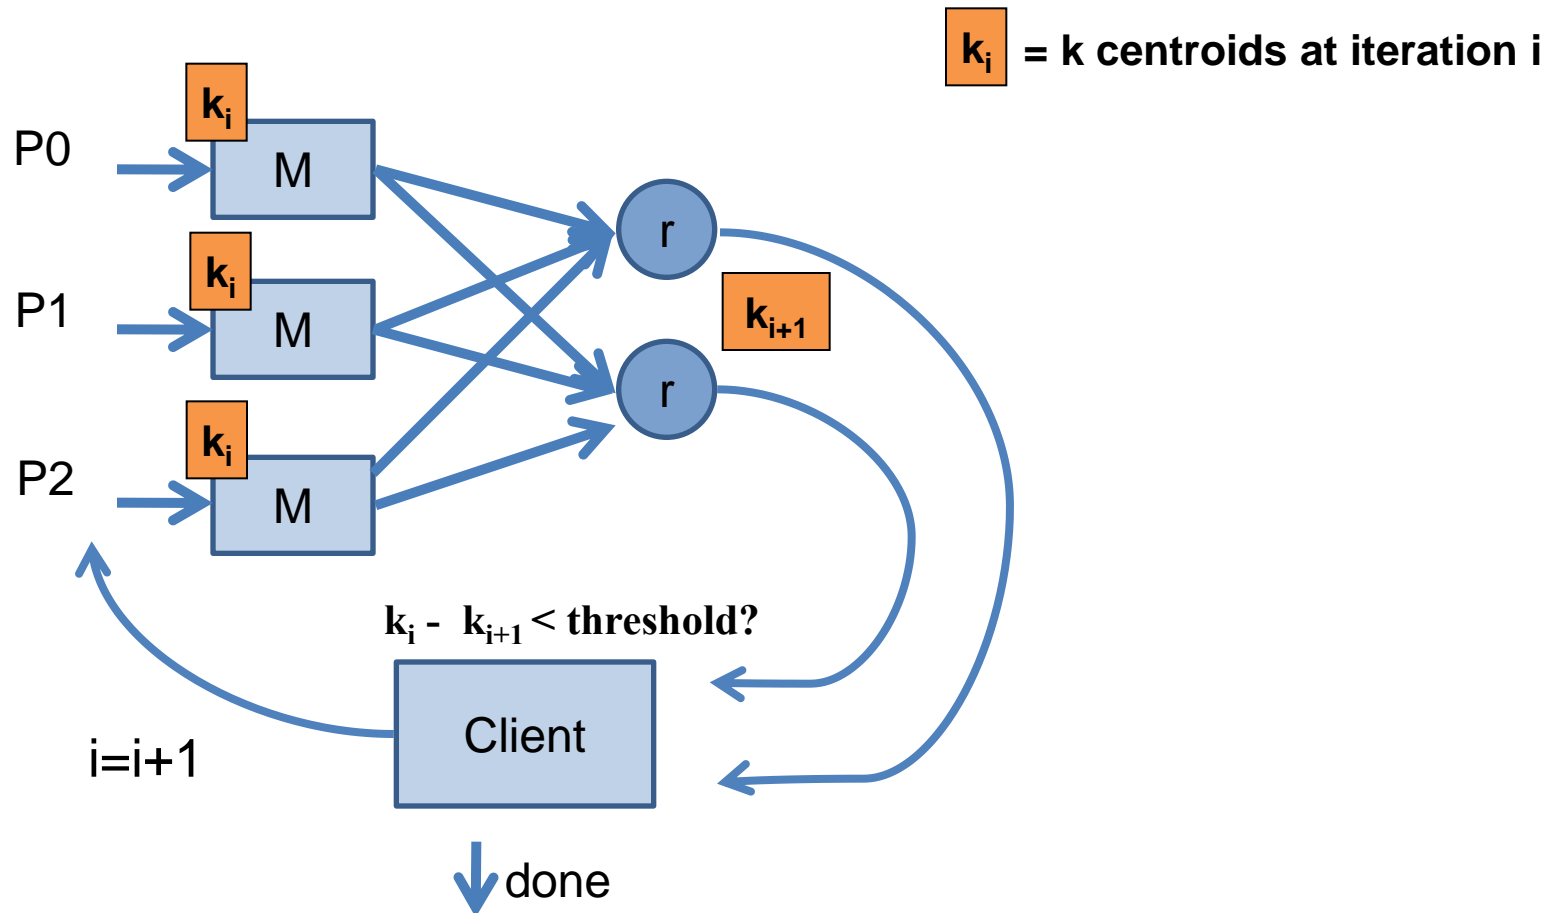 kᵢ = k centroids at iteration i
kᵢ
P0
M
r
kᵢ
P1
M
kᵢ₊₁
r
kᵢ
P2
M
kᵢ - kᵢ₊₁ < threshold?
Client
i=i+1
done